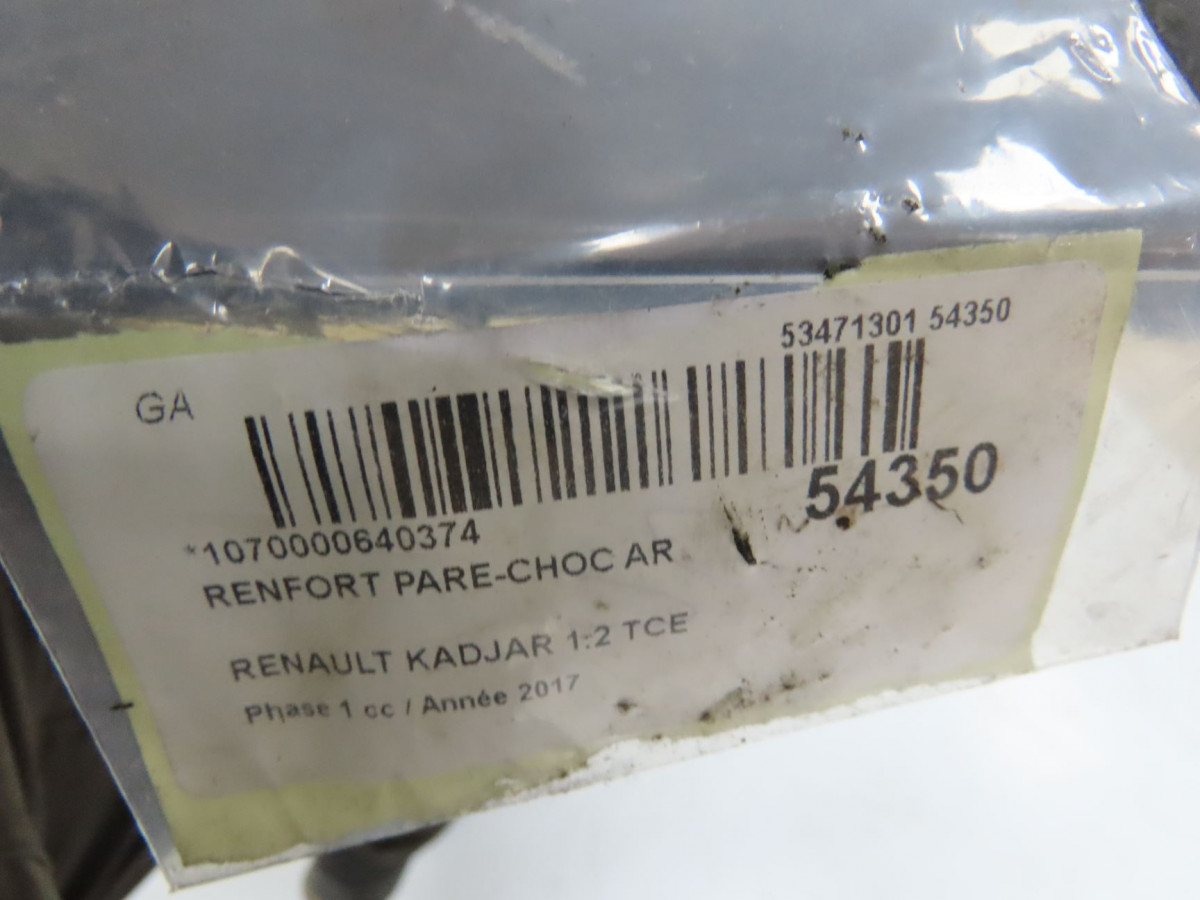 53471301 54350
GA
54350
*1070000640374
RENFORT PARE-CHOC AR
RENAULT KADJAR 1.2 TCE
Phase 1 cc / Année 2017